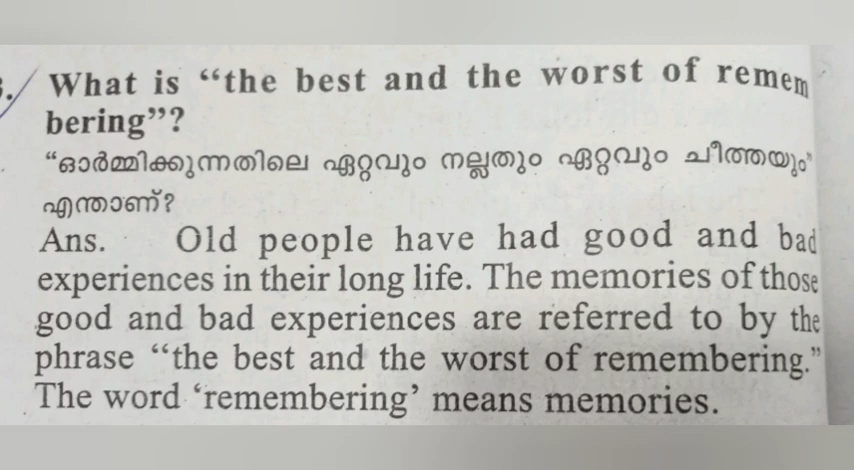 3. What is “the best and the worst of remem
bering”?
“ഓർമ്മിക്കുന്നതിലെ ഏറ്റവും നല്ലതും ഏറ്റവും ചീത്തയും”
എന്താണ്?
Ans. Old people have had good and bad
experiences in their long life. The memories of those
good and bad experiences are referred to by the
phrase “the best and the worst of remembering.”
The word ‘remembering’ means memories.